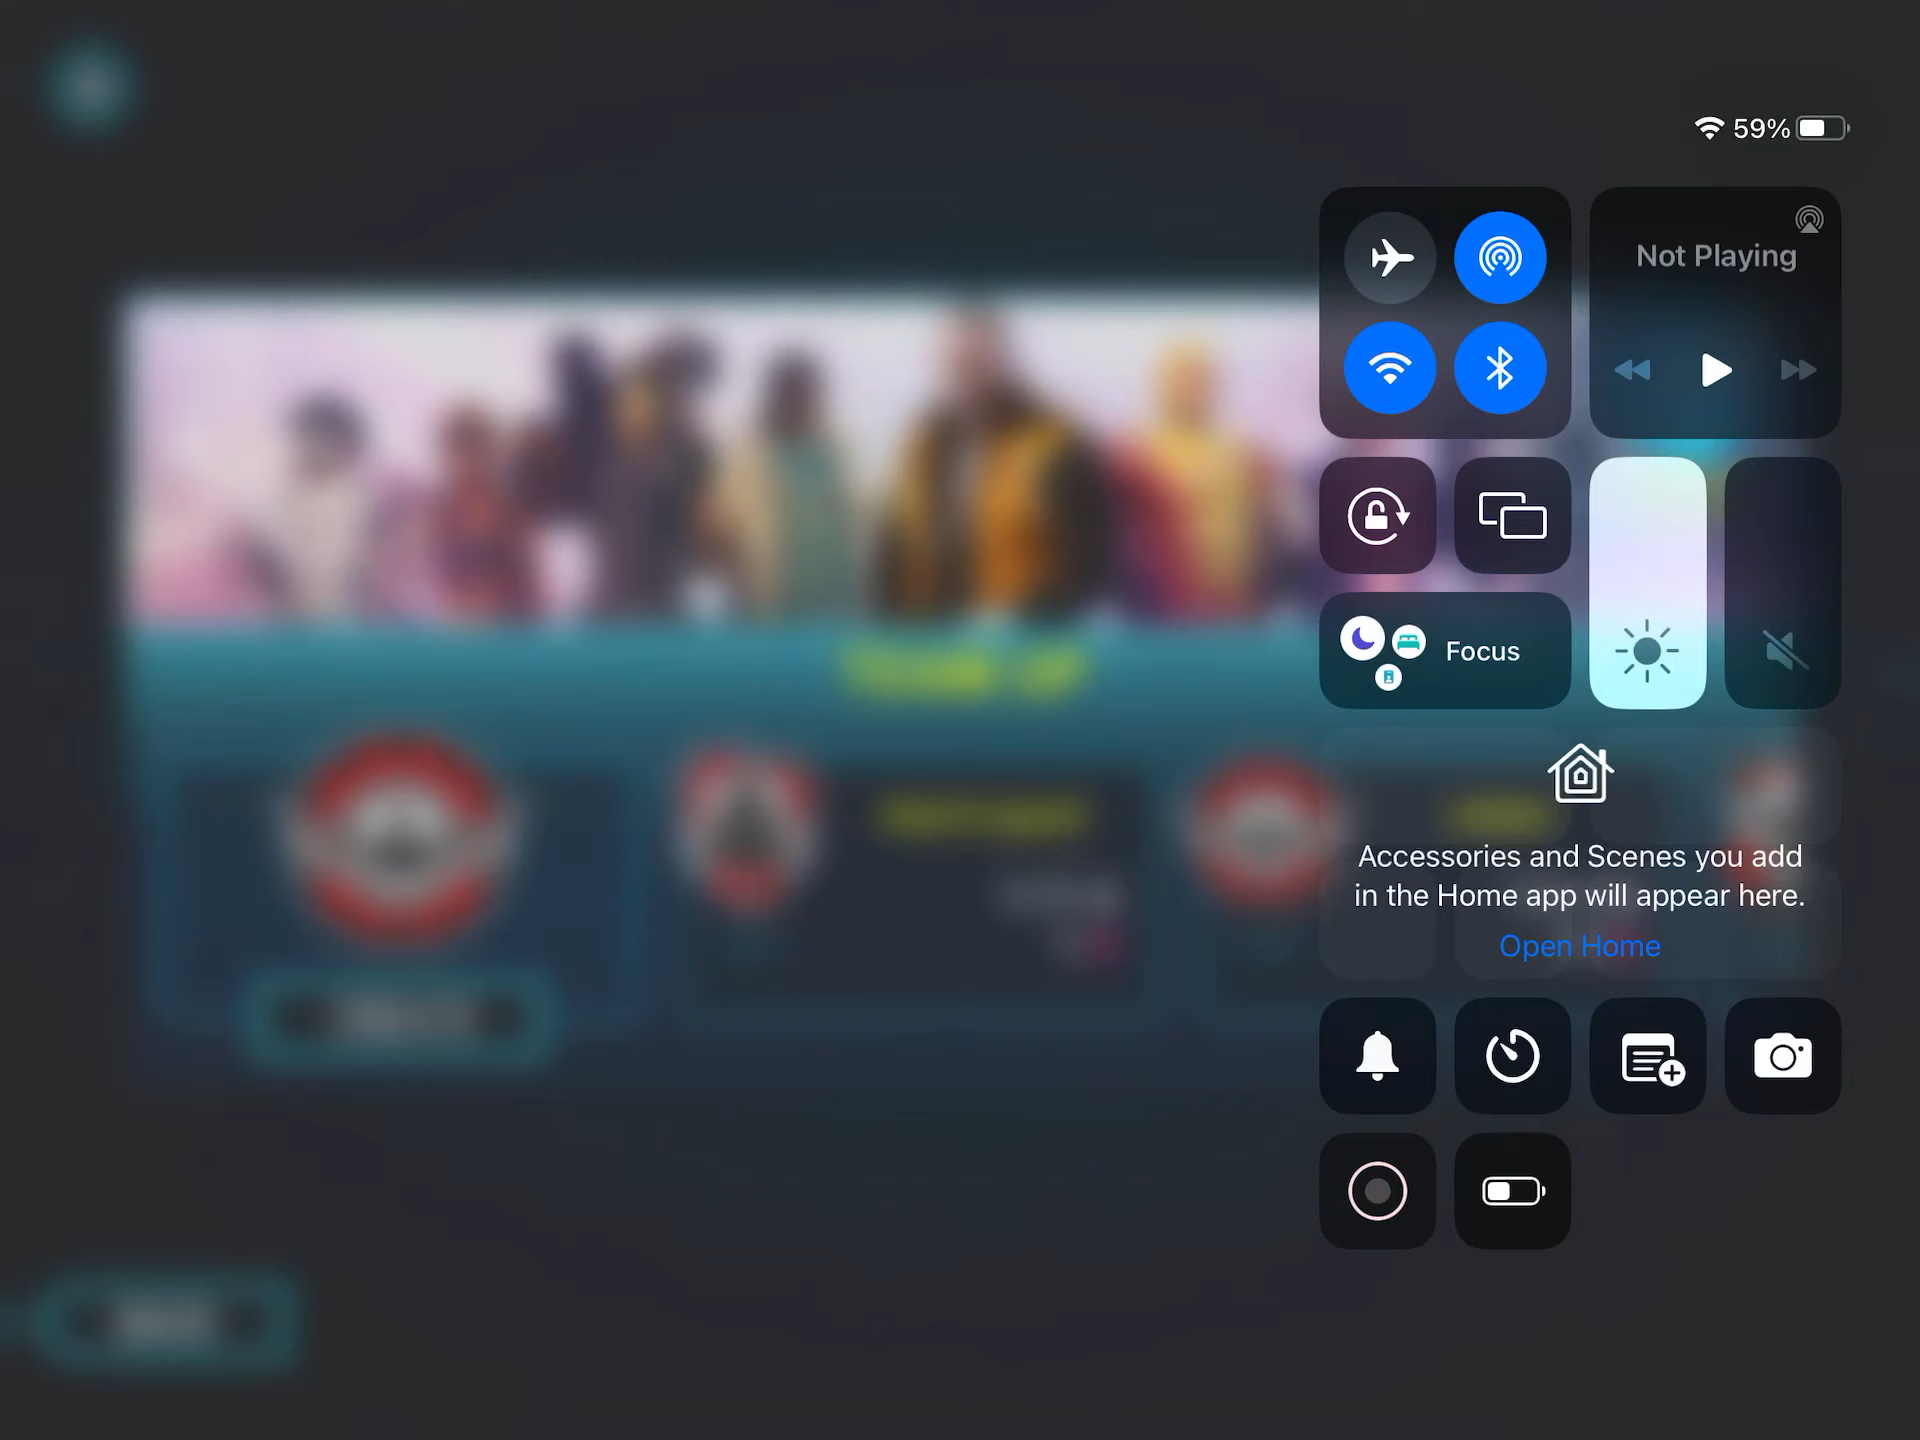 59%
Not Playing
Focus
Accessories and Scenes you add
in the Home app will appear here.
Open Home